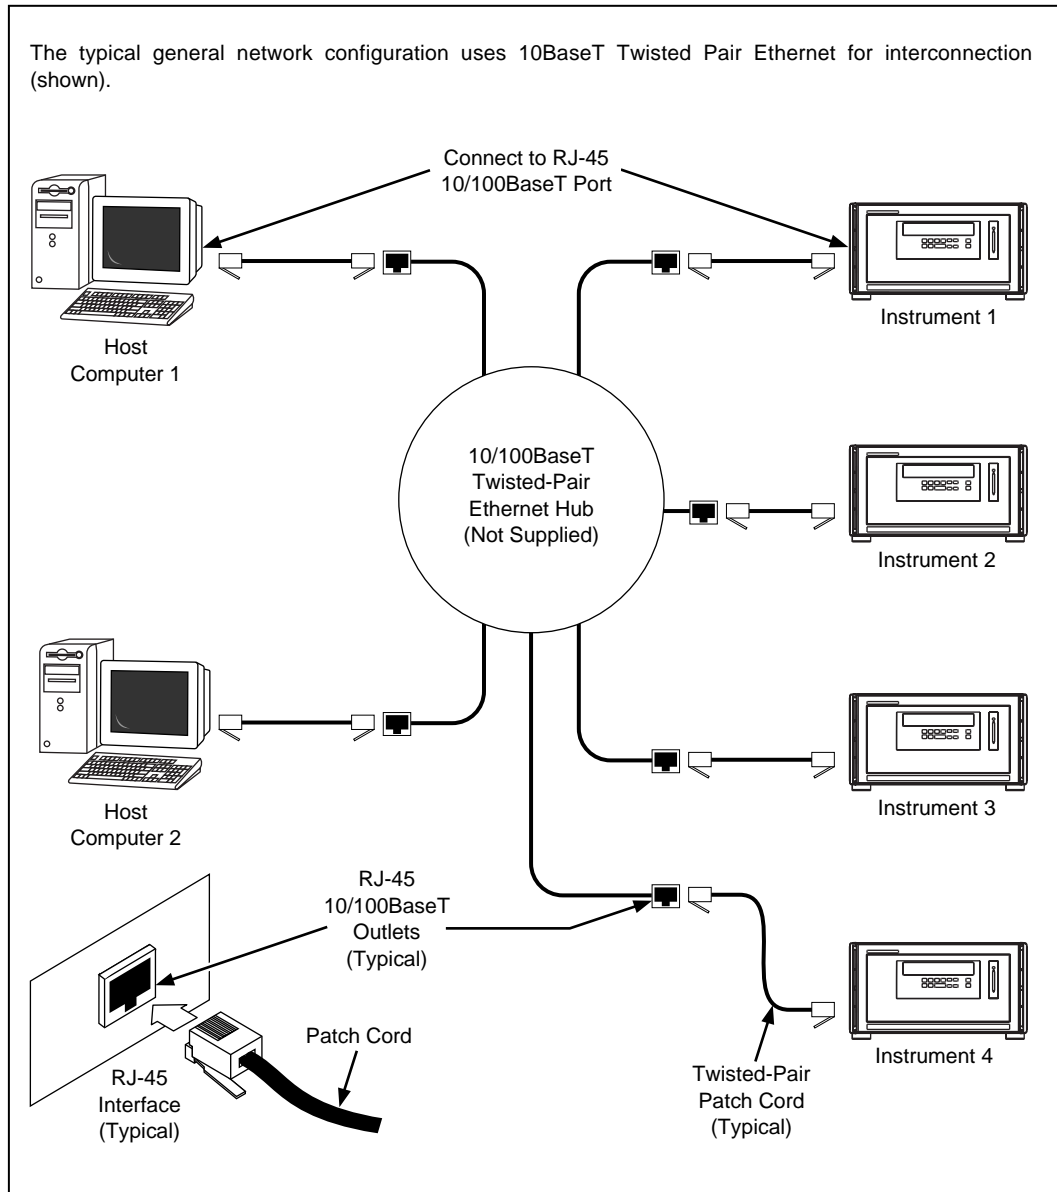 The typical general network configuration uses 10BaseT Twisted Pair Ethernet for interconnection
(shown).
Connect to RJ-45
10/100BaseT Port
Host
Computer 1
Instrument 1
10/100BaseT
Twisted-Pair
Ethernet Hub
(Not Supplied)
Instrument 2
Host
Computer 2
Instrument 3
RJ-45
10/100BaseT
Outlets
(Typical)
Patch Cord
RJ-45
Interface
(Typical)
Instrument 4
Twisted-Pair
Patch Cord
(Typical)